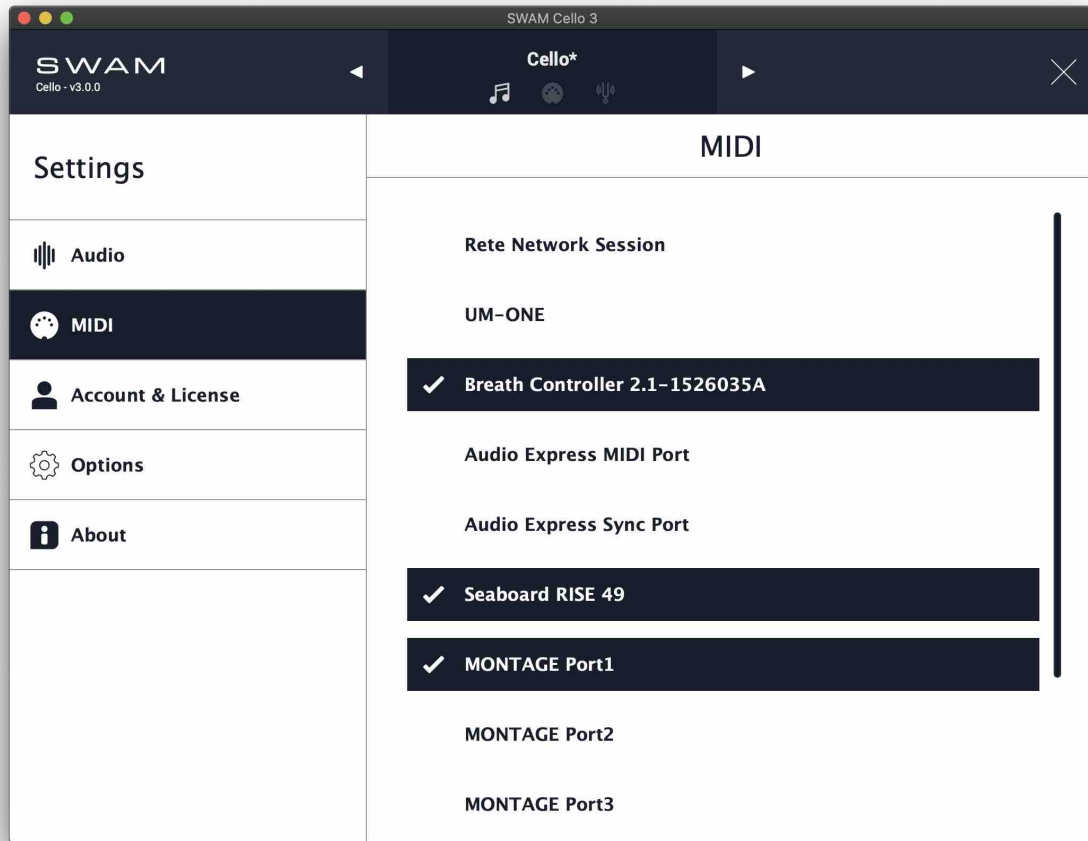 SWAM Cello 3
SWAM
Cello - v3.0.0
Cello*
Settings
Audio
MIDI
Account & License
Options
About
MIDI
Rete Network Session
UM-ONE
Breath Controller 2.1-1526035A
Audio Express MIDI Port
Audio Express Sync Port
Seaboard RISE 49
MONTAGE Port1
MONTAGE Port2
MONTAGE Port3